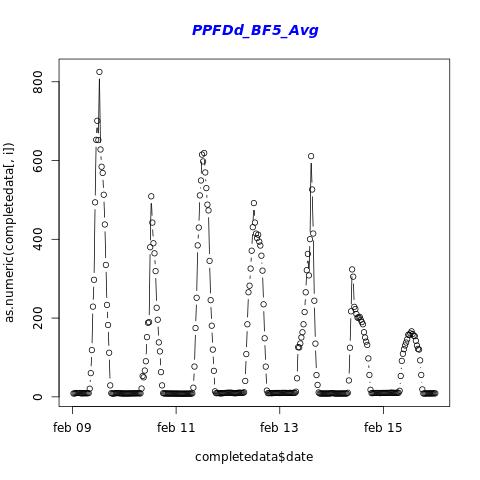 PPFDd_BF5_Avg
as.numeric(completedata[, i])
800
600
400
200
0
feb 09 feb 11 feb 13 feb 15
completedata$date